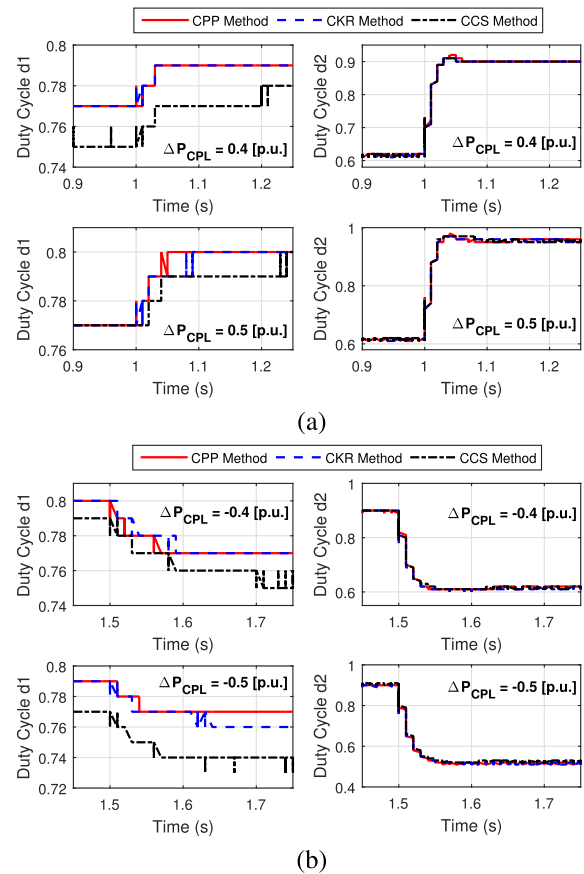 (a)
CPP Method CKR Method CCS Method
Duty Cycle d1
0.8
0.78
0.76
0.74
0.9 1 1.1 1.2
Time (s)
Δ P_CPL = 0.4 [p.u.]
Duty Cycle d2
0.9
0.8
0.7
0.6
0.9 1 1.1 1.2
Time (s)
Δ P_CPL = 0.4 [p.u.]
Duty Cycle d1
0.8
0.78
0.76
0.9 1 1.1 1.2
Time (s)
Δ P_CPL = 0.5 [p.u.]
Duty Cycle d2
1
0.8
0.6
0.9 1 1.1 1.2
Time (s)
Δ P_CPL = 0.5 [p.u.]
(a)
(b)
CPP Method CKR Method CCS Method
Duty Cycle d1
0.8
0.78
0.76
0.74
1.5 1.6 1.7
Time (s)
Δ P_CPL = -0.4 [p.u.]
Duty Cycle d2
1
0.8
0.6
1.5 1.6 1.7
Time (s)
Δ P_CPL = -0.4 [p.u.]
Duty Cycle d1
0.8
0.78
0.76
0.74
0.72
1.5 1.6 1.7
Time (s)
Δ P_CPL = -0.5 [p.u.]
Duty Cycle d2
1
0.8
0.6
0.4
1.5 1.6 1.7
Time (s)
Δ P_CPL = -0.5 [p.u.]
(b)